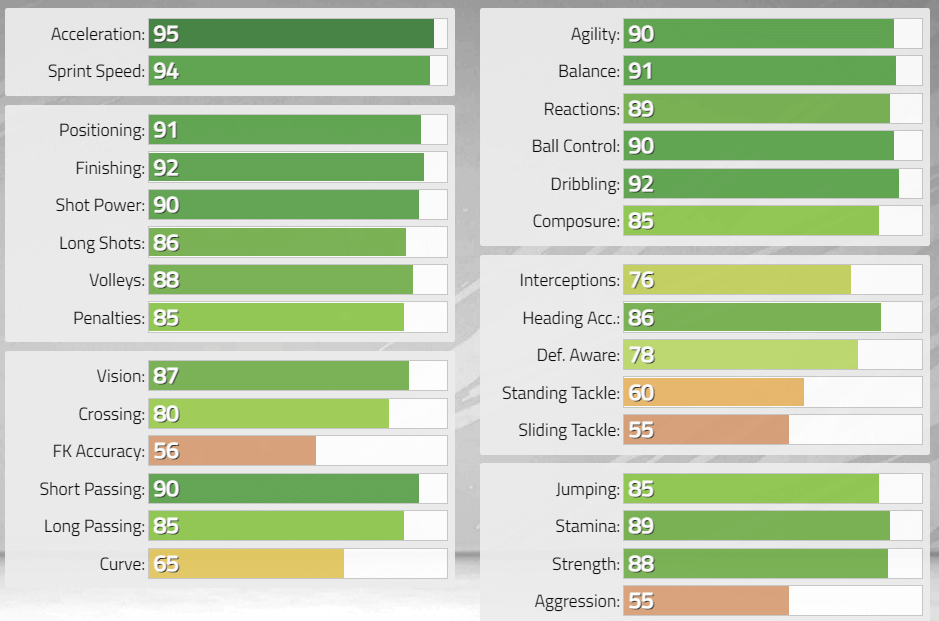 Acceleration: 95
Sprint Speed: 94
Positioning: 91
Finishing: 92
Shot Power: 90
Long Shots: 86
Volleys: 88
Penalties: 85
Vision: 87
Crossing: 80
FK Accuracy: 56
Short Passing: 90
Long Passing: 85
Curve: 65
Agility: 90
Balance: 91
Reactions: 89
Ball Control: 90
Dribbling: 92
Composure: 85
Interceptions: 76
Heading Acc.: 86
Def. Aware: 78
Standing Tackle: 60
Sliding Tackle: 55
Jumping: 85
Stamina: 89
Strength: 88
Aggression: 55